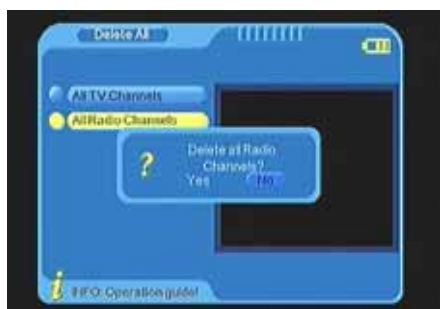 Delete All
All TV Channels
All Radio Channels
Delete all Radio
Channels?
Yes No
INFO: Operation guide!